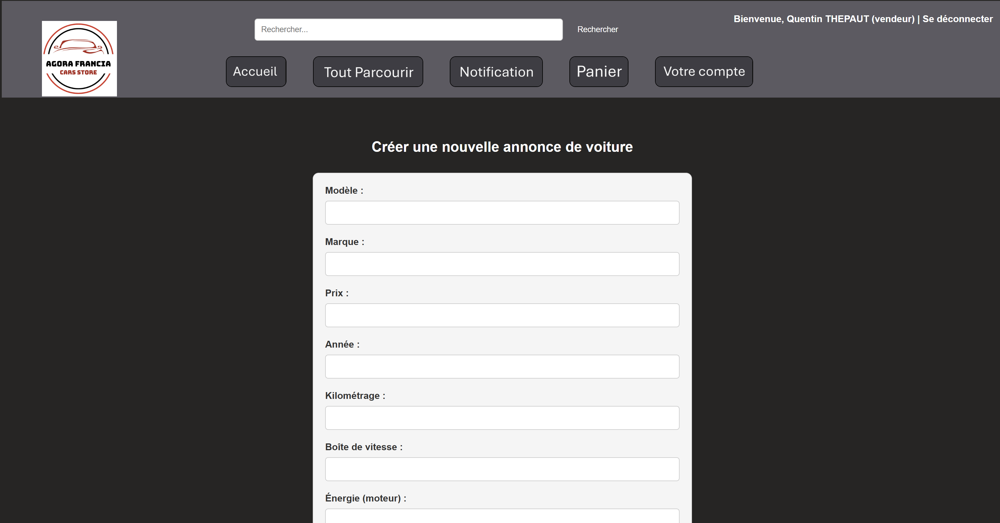 Bienvenue, Quentin THEPAUT (vendeur) | Se déconnecter
Rechercher...
Rechercher
AGORA FRANCIA
CARS STORE
Accueil
Tout Parcourir
Notification
Panier
Votre compte
Créer une nouvelle annonce de voiture
Modèle :
Marque :
Prix :
Année :
Kilométrage :
Boîte de vitesse :
Énergie (moteur) :